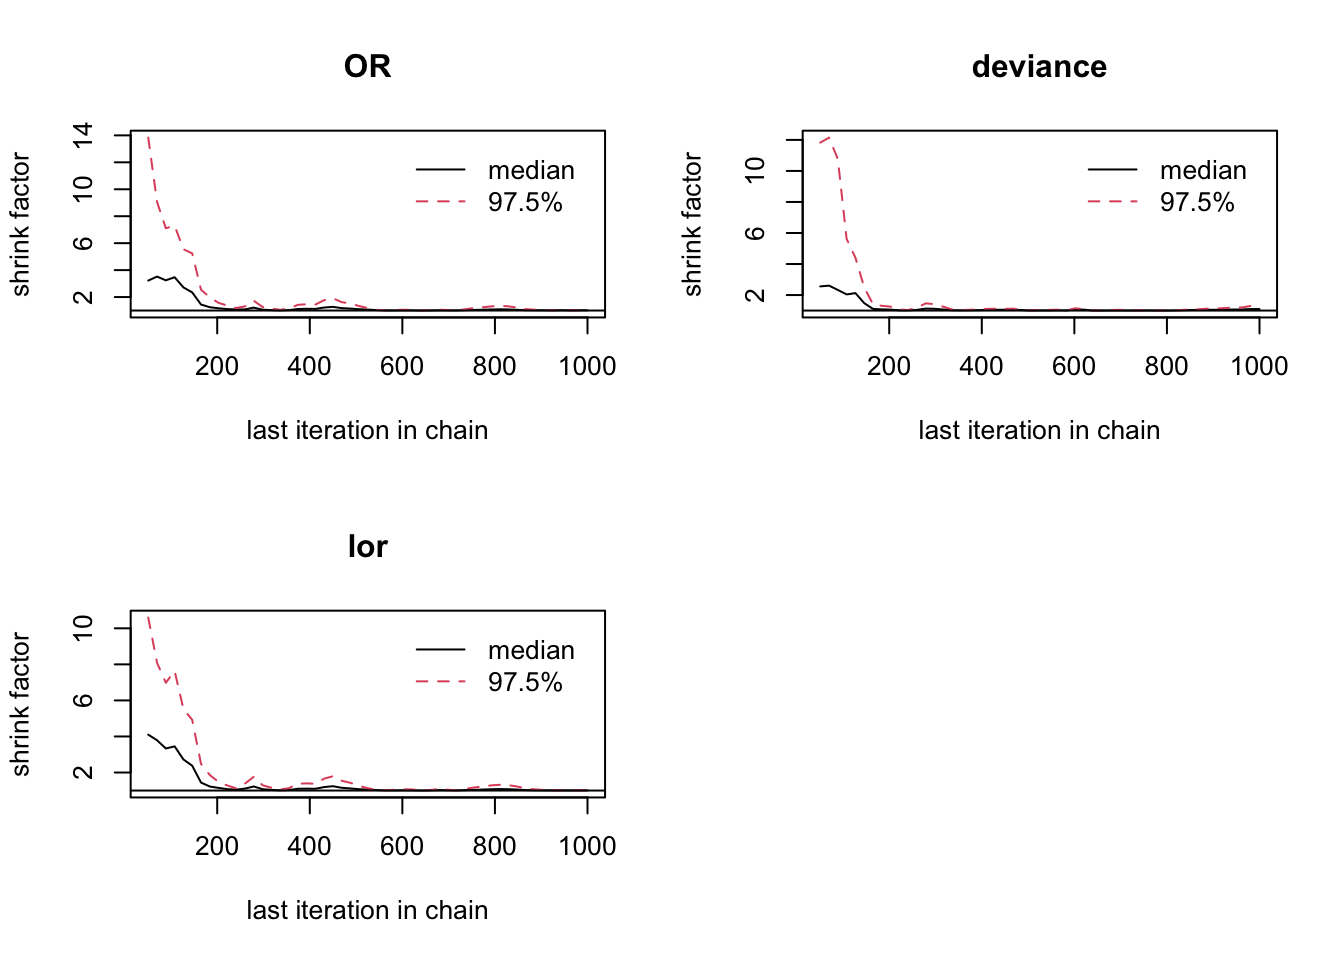 OR
shrink factor
14
10
6
2
median
97.5%
200 400 600 800 1000
last iteration in chain
deviance
shrink factor
10
6
2
median
97.5%
200 400 600 800 1000
last iteration in chain
lor
shrink factor
10
6
2
median
97.5%
200 400 600 800 1000
last iteration in chain